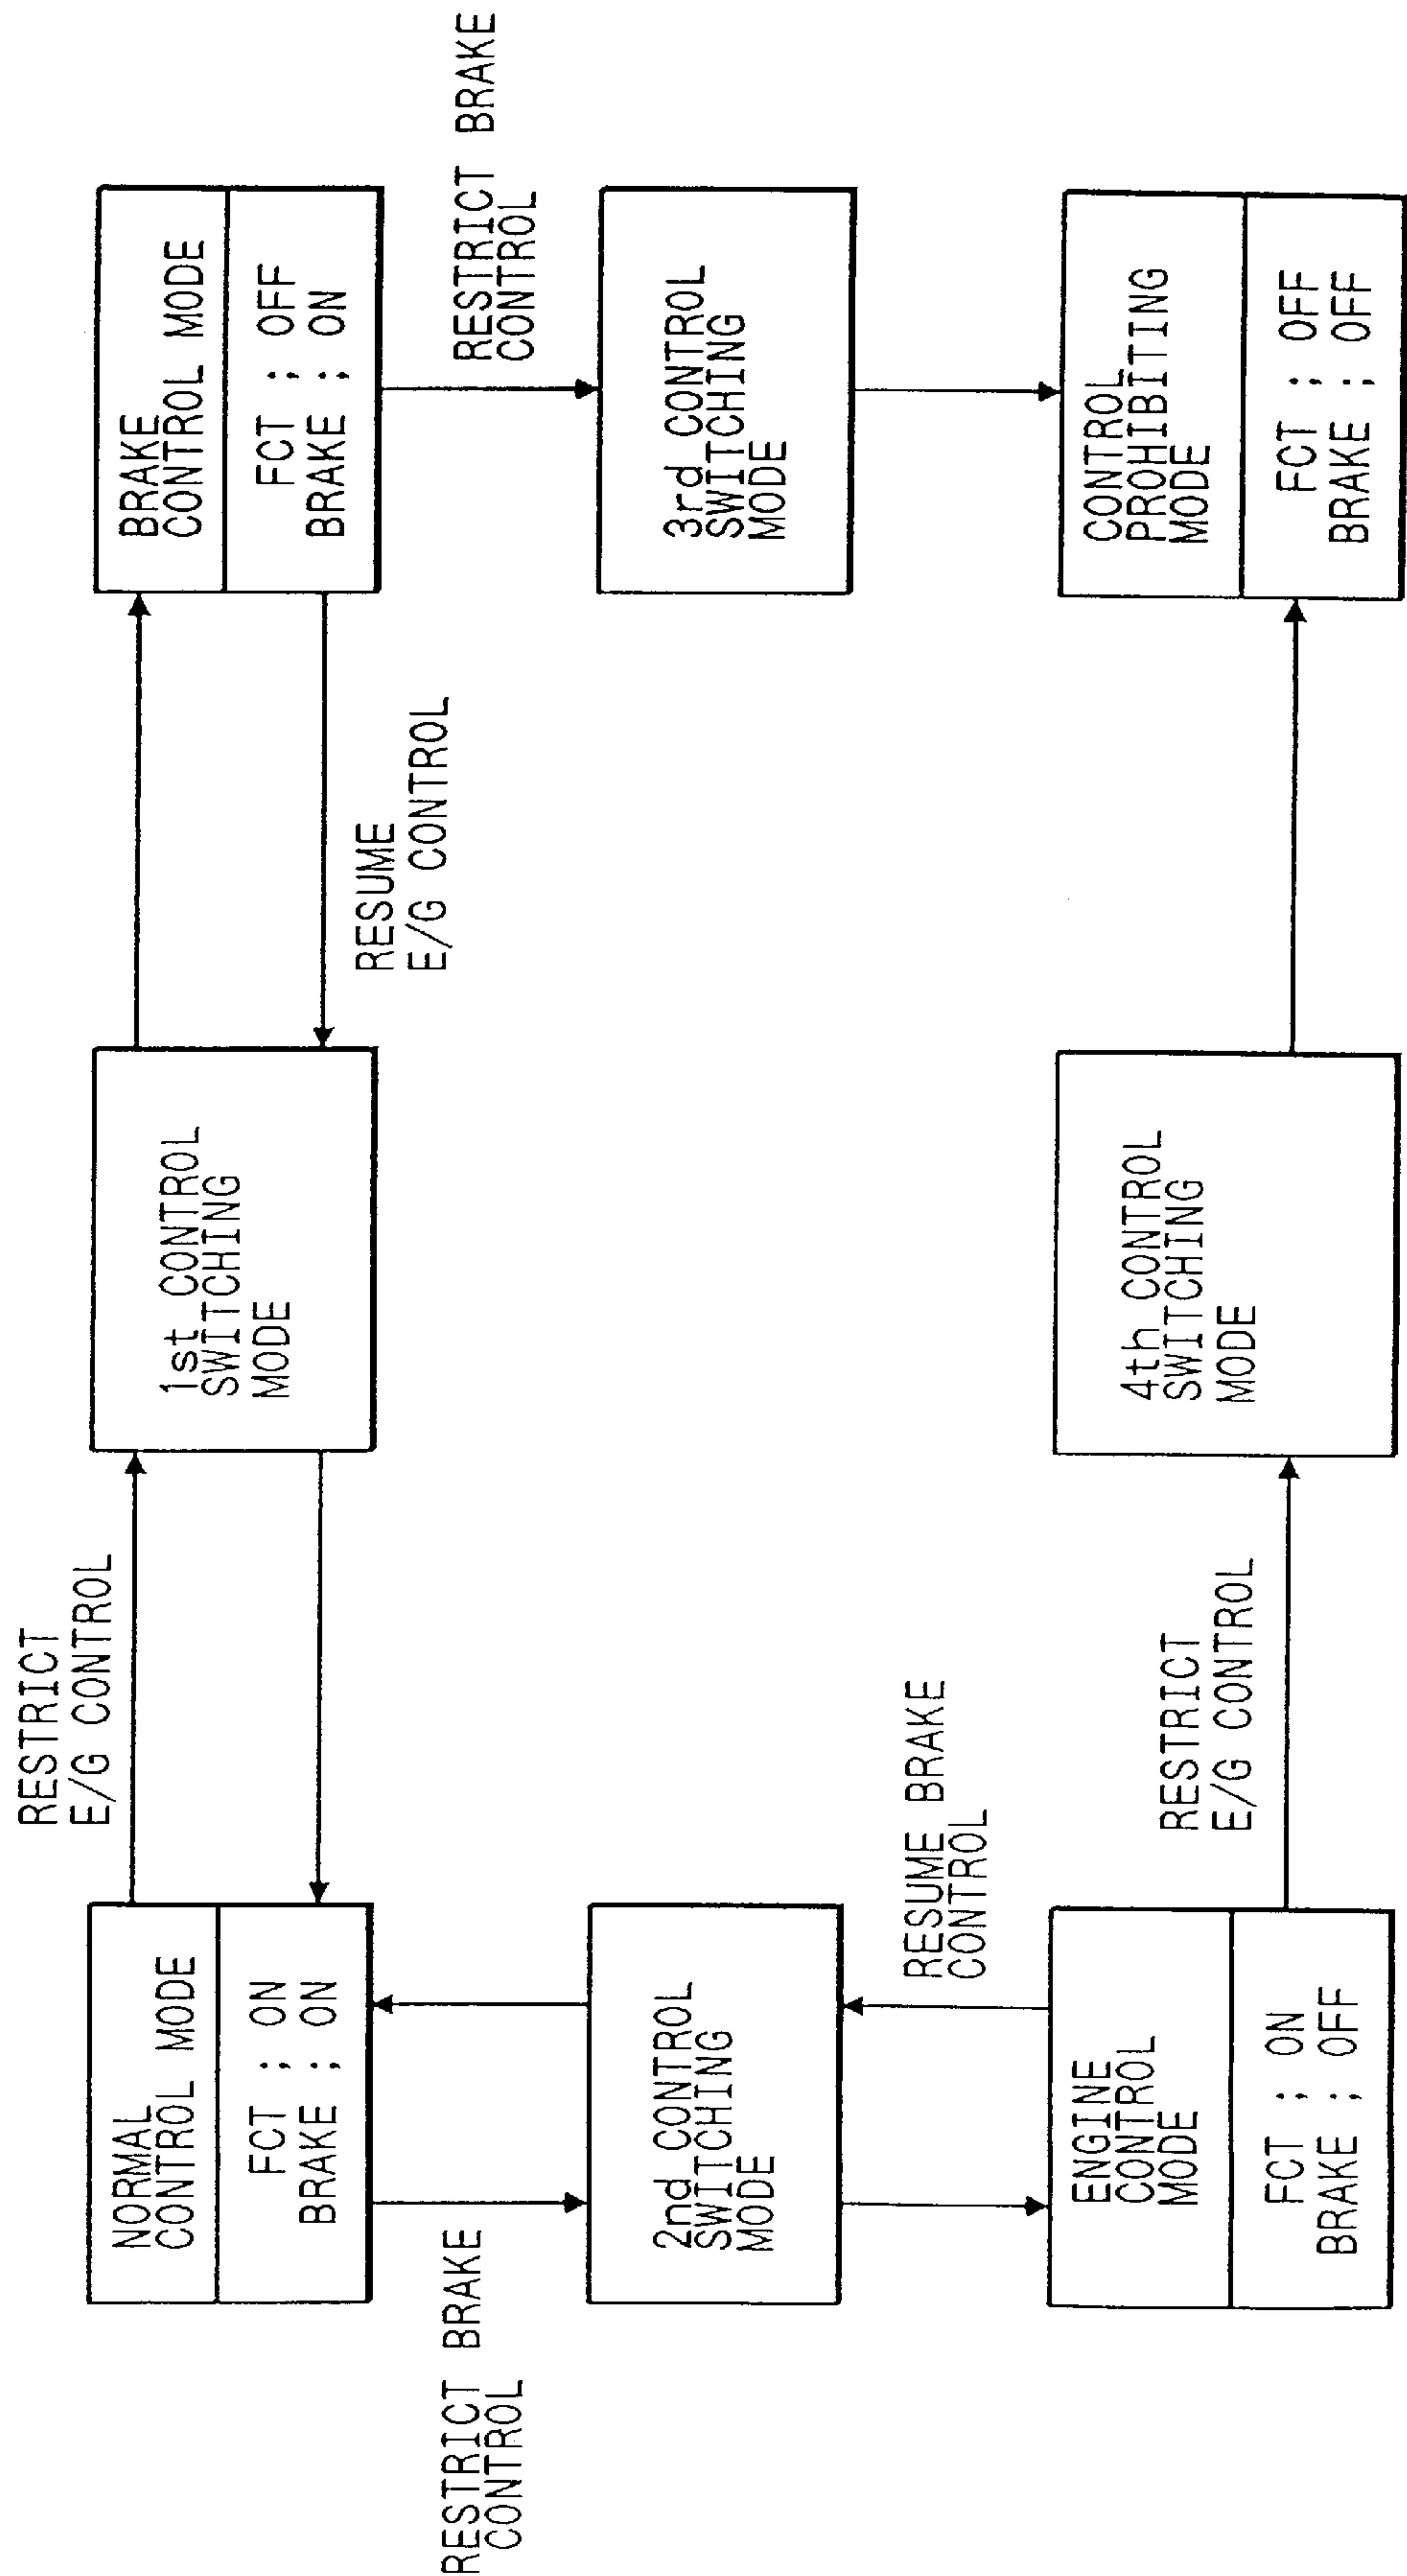 RESTRICT
E/G CONTROL
NORMAL
CONTROL MODE
FCT ; ON
BRAKE ; ON
1st CONTROL
SWITCHING
MODE
BRAKE
CONTROL MODE
FCT ; OFF
BRAKE ; ON
RESUME
E/G CONTROL
RESTRICT BRAKE
CONTROL
RESTRICT BRAKE
CONTROL
2nd CONTROL
SWITCHING
MODE
3rd CONTROL
SWITCHING
MODE
RESUME BRAKE
CONTROL
ENGINE
CONTROL
MODE
FCT ; ON
BRAKE ; OFF
RESTRICT
E/G CONTROL
4th CONTROL
SWITCHING
MODE
CONTROL
PROHIBITING
MODE
FCT ; OFF
BRAKE ; OFF